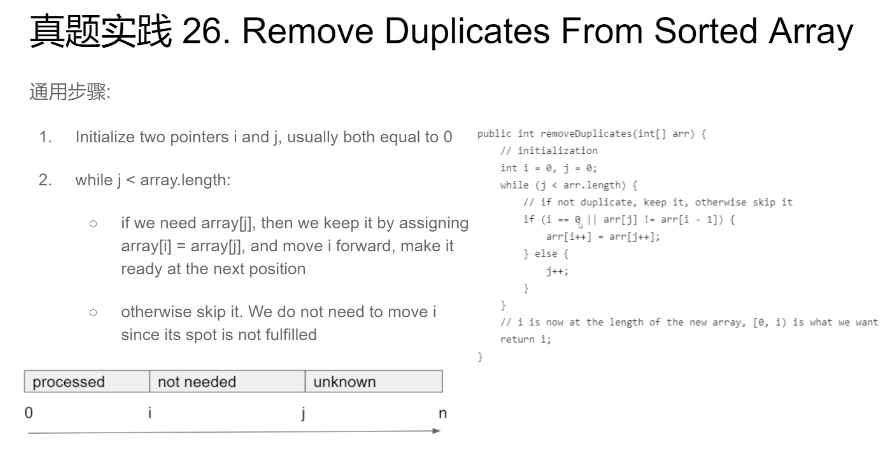 真题实践 26. Remove Duplicates From Sorted Array
通用步骤:
1. Initialize two pointers i and j, usually both equal to 0
2. while j < array.length:
○ if we need array[j], then we keep it by assigning
array[i] = array[j], and move i forward, make it
ready at the next position
○ otherwise skip it. We do not need to move i
since its spot is not fulfilled
public int removeDuplicates(int[] arr) {
// initialization
int i = 0, j = 0;
while (j < arr.length) {
// if not duplicate, keep it, otherwise skip it
if (i == 0 || arr[j] != arr[i - 1]) {
arr[i++] = arr[j++];
} else {
j++;
}
}
// i is now at the length of the new array, [0, i) is what we want
return i;
}
processed not needed unknown
0 i j n